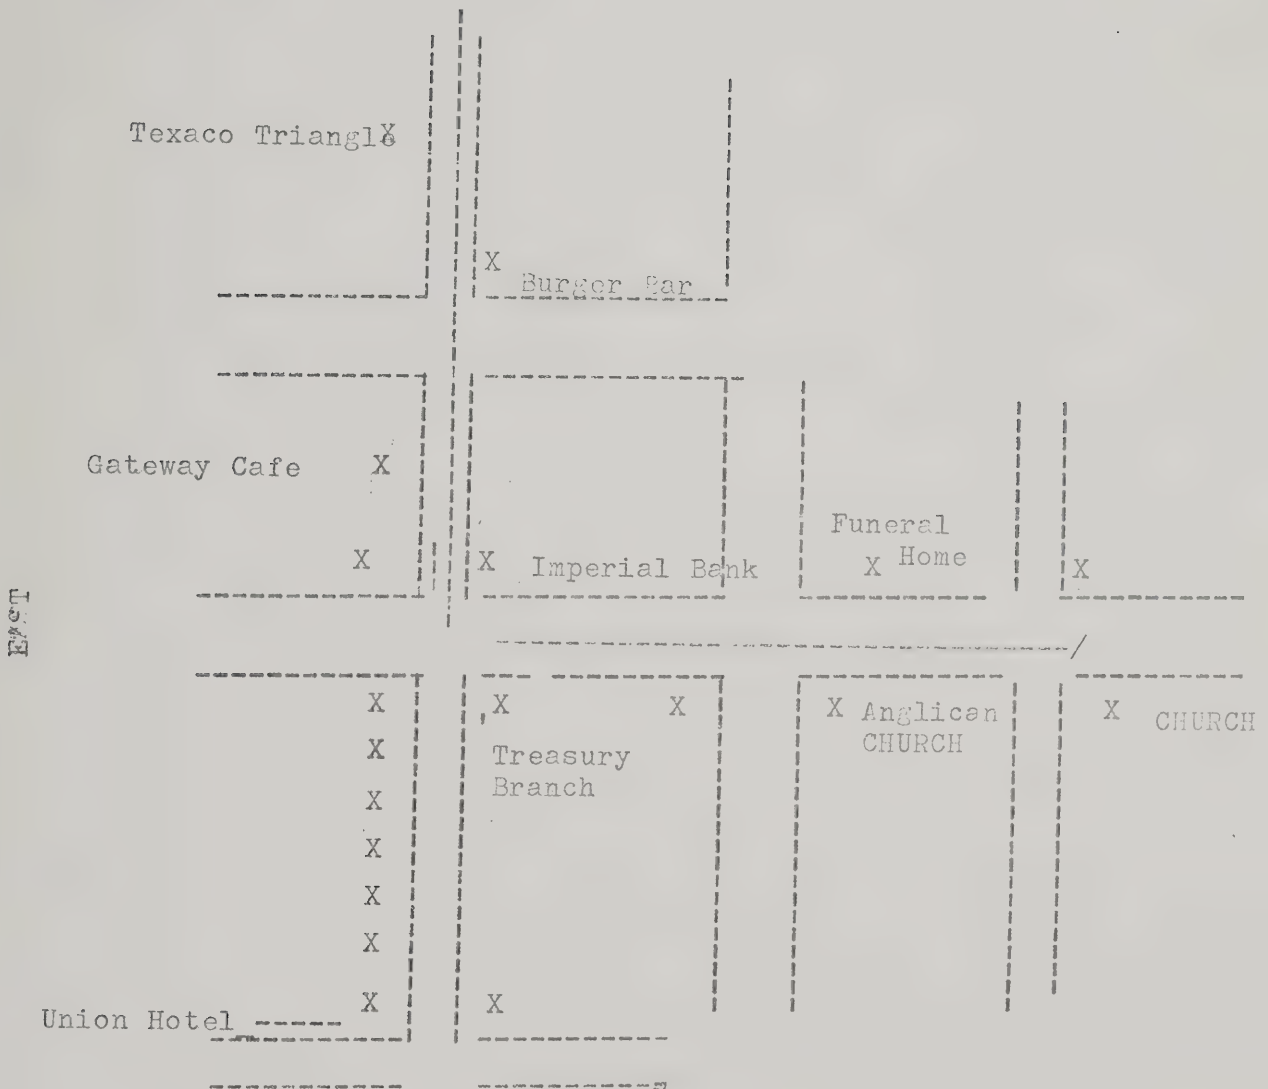 Texaco Triangle X
X
Burger Bar
Gateway Cafe X
Funeral
Home
X
X
X Imperial Bank
X
EAST
X
X
X
X Anglican
CHURCH
X CHURCH
X
Treasury
Branch
X
X
X
X
X
X
Union Hotel